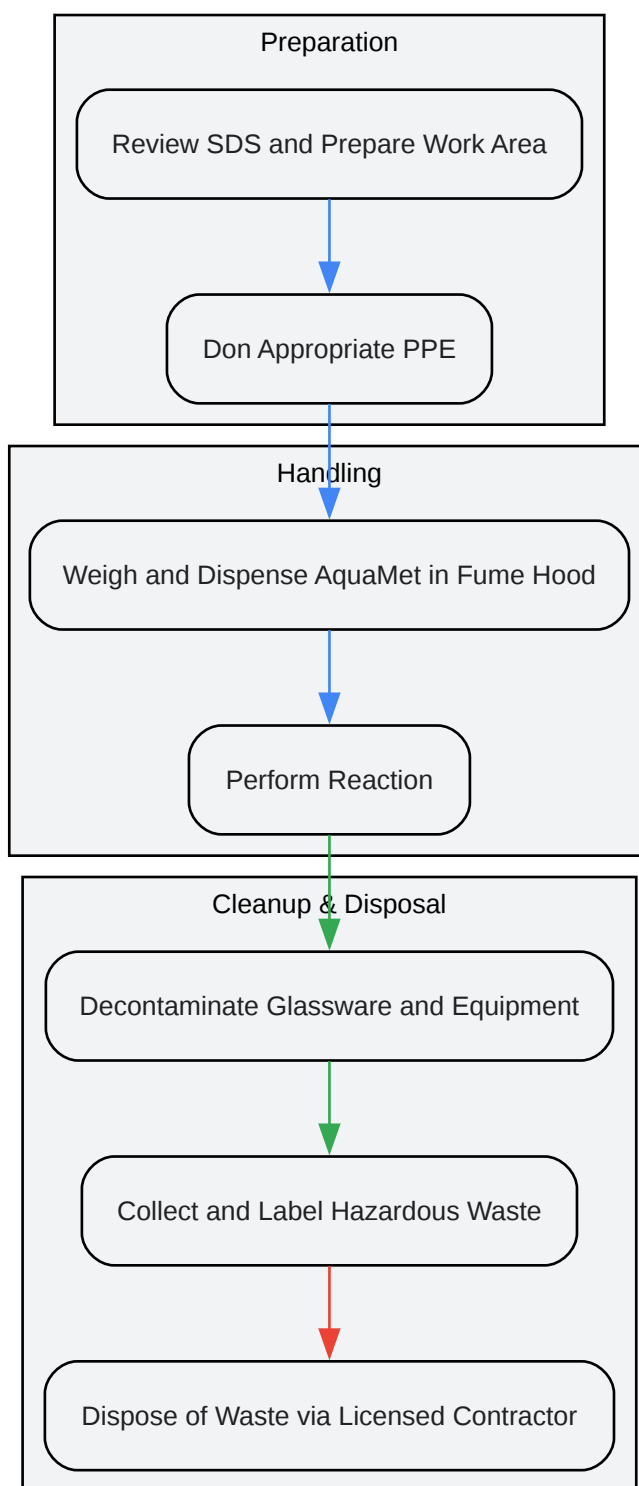 Preparation
Review SDS and Prepare Work Area
Don Appropriate PPE
Handling
Weigh and Dispense AquaMet in Fume Hood
Perform Reaction
Cleanup & Disposal
Decontaminate Glassware and Equipment
Collect and Label Hazardous Waste
Dispose of Waste via Licensed Contractor